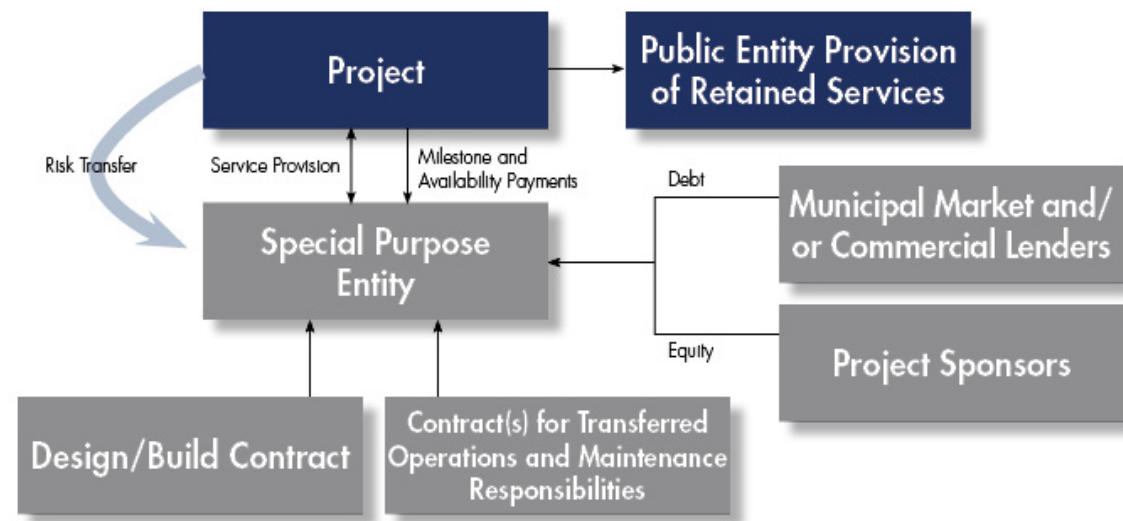 Project
Public Entity Provision
of Retained Services
Risk Transfer
Service Provision
Milestone and
Availability Payments
Debt
Municipal Market and/
or Commercial Lenders
Special Purpose
Entity
Equity
Project Sponsors
Design/Build Contract
Contract(s) for Transferred
Operations and Maintenance
Responsibilities